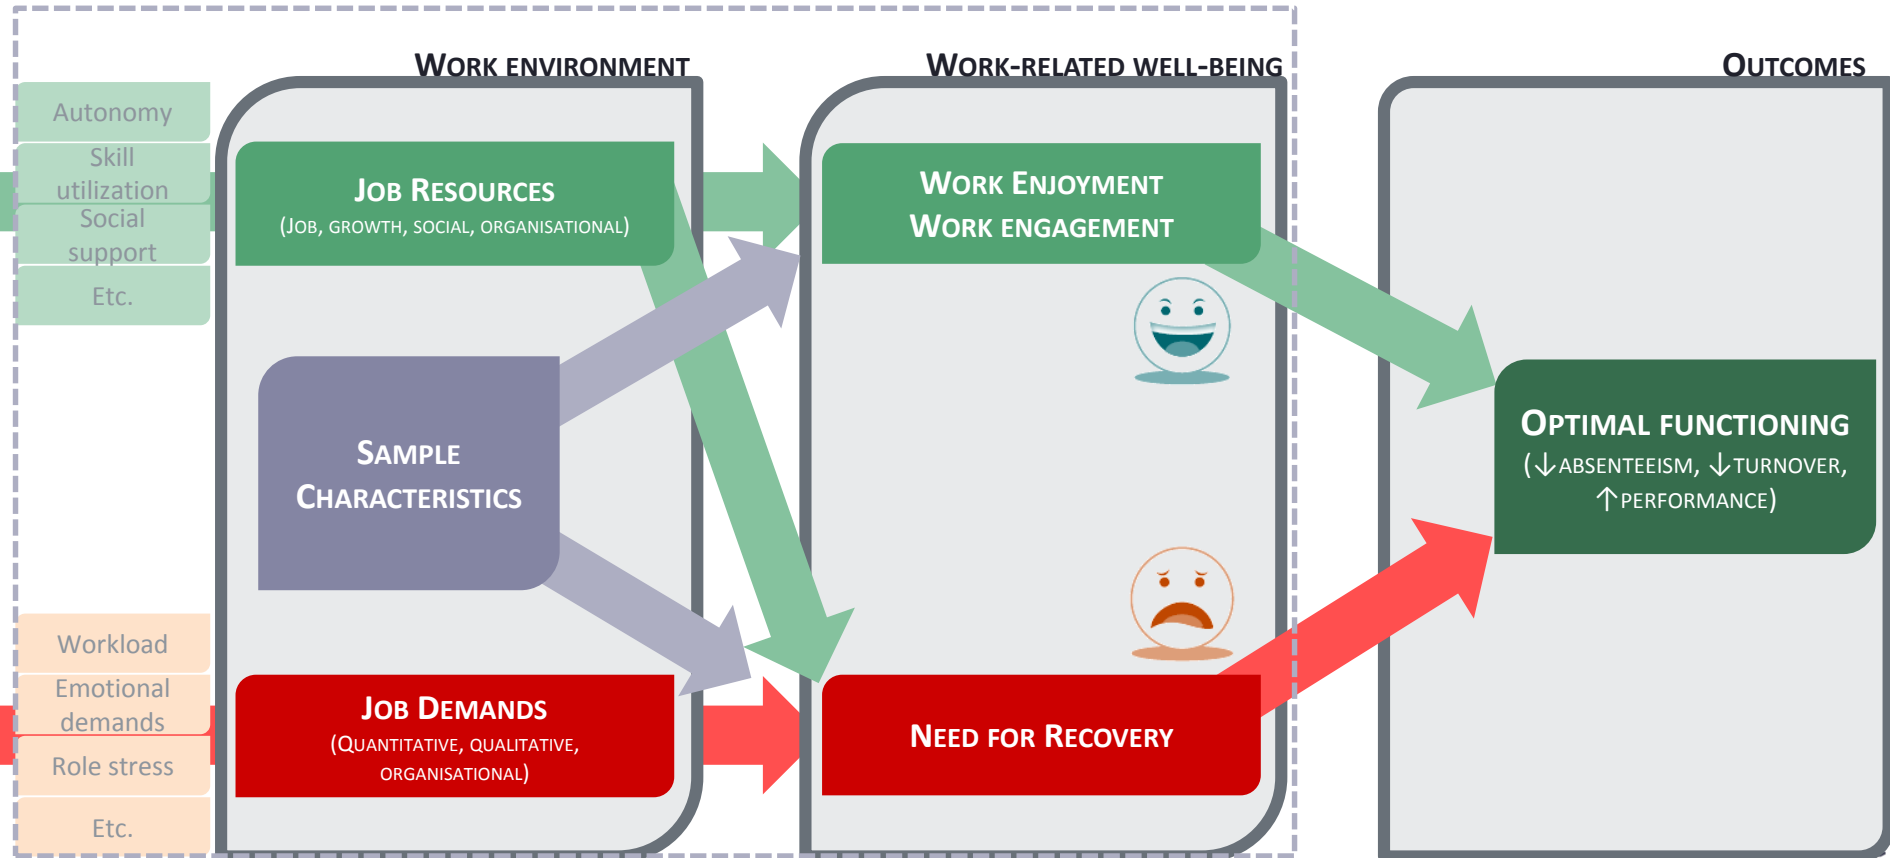 WORK ENVIRONMENT
WORK-RELATED WELL-BEING
OUTCOMES
Autonomy
Skill
utilization
Social
support
Etc.
JOB RESOURCES
(JOB, GROWTH, SOCIAL, ORGANISATIONAL)
WORK ENJOYMENT
WORK ENGAGEMENT
SAMPLE
CHARACTERISTICS
OPTIMAL FUNCTIONING
(↓ABSENTEEISM, ↓TURNOVER,
↑PERFORMANCE)
Workload
Emotional
demands
Role stress
Etc.
JOB DEMANDS
(QUANTITATIVE, QUALITATIVE,
ORGANISATIONAL)
NEED FOR RECOVERY